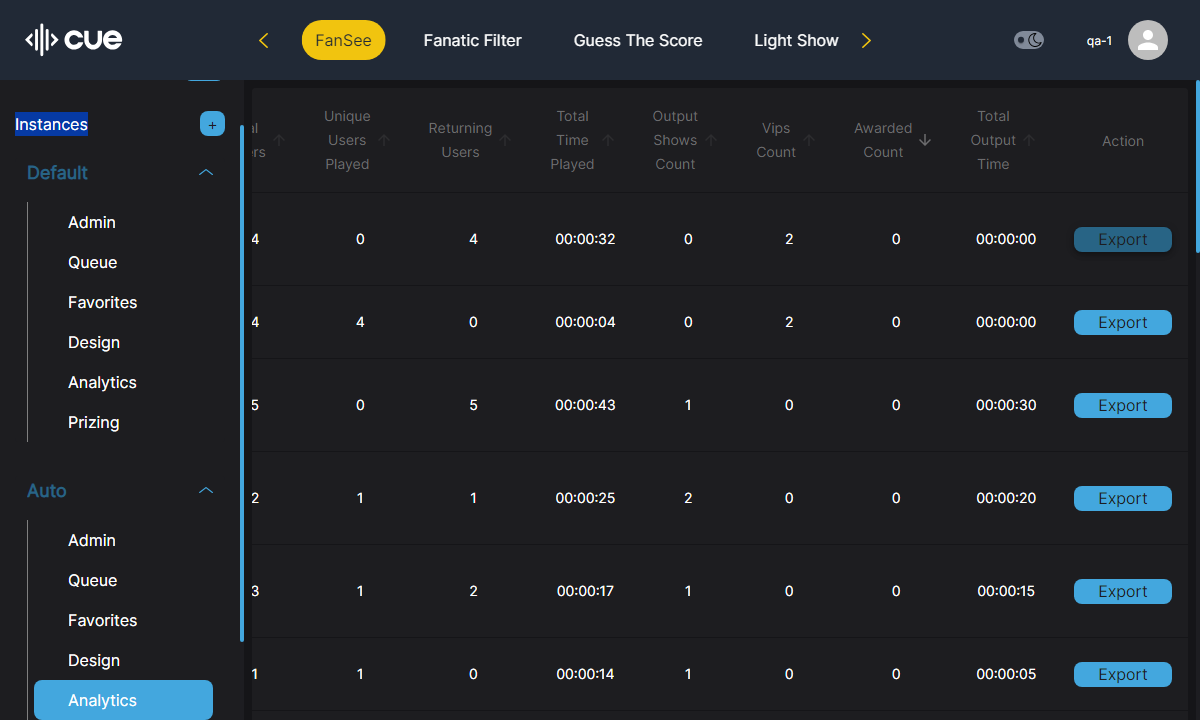 cue
FanSee
Fanatic Filter
Guess The Score
Light Show
qa-1
Instances
+
Default
Admin
Queue
Favorites
Design
Analytics
Prizing
Auto
Admin
Queue
Favorites
Design
Analytics
Unique
Users
Played
Returning
Users
Total
Time
Played
Output
Shows
Count
Vips
Count
Awarded
Count
Total
Output
Time
Action
4 0 4 00:00:32 0 2 0 00:00:00 Export
4 4 0 00:00:04 0 2 0 00:00:00 Export
5 0 5 00:00:43 1 0 0 00:00:30 Export
2 1 1 00:00:25 2 0 0 00:00:20 Export
3 1 2 00:00:17 1 0 0 00:00:15 Export
1 1 0 00:00:14 1 0 0 00:00:05 Export